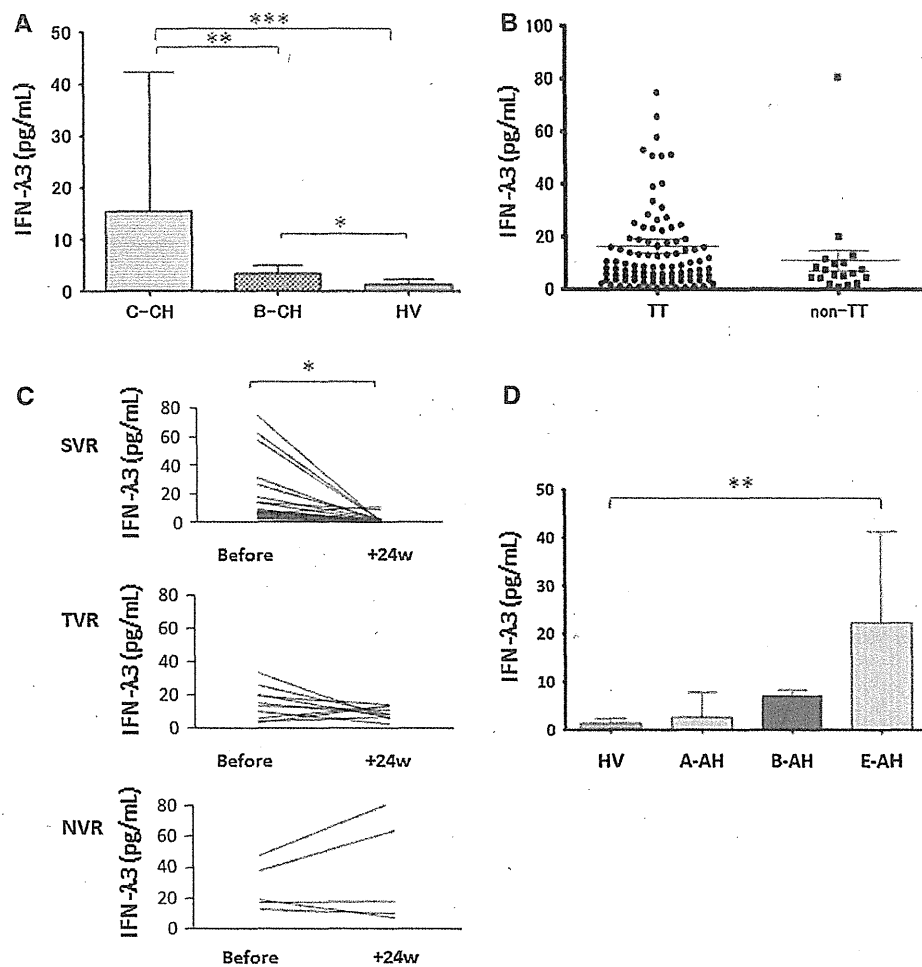 A
IFN-λ3 (pg/mL)
50
40
30
20
10
0
***
**
*
C-CH
B-CH
HV
B
IFN-λ3 (pg/mL)
100
80
60
40
20
0
TT
non-TT
C
*
SVR
IFN-λ3 (pg/mL)
80
60
40
20
0
Before
+24w
TVR
IFN-λ3 (pg/mL)
80
60
40
20
0
Before
+24w
NVR
IFN-λ3 (pg/mL)
80
60
40
20
0
Before
+24w
D
IFN-λ3 (pg/mL)
50
40
30
20
10
0
**
HV
A-AH
B-AH
E-AH